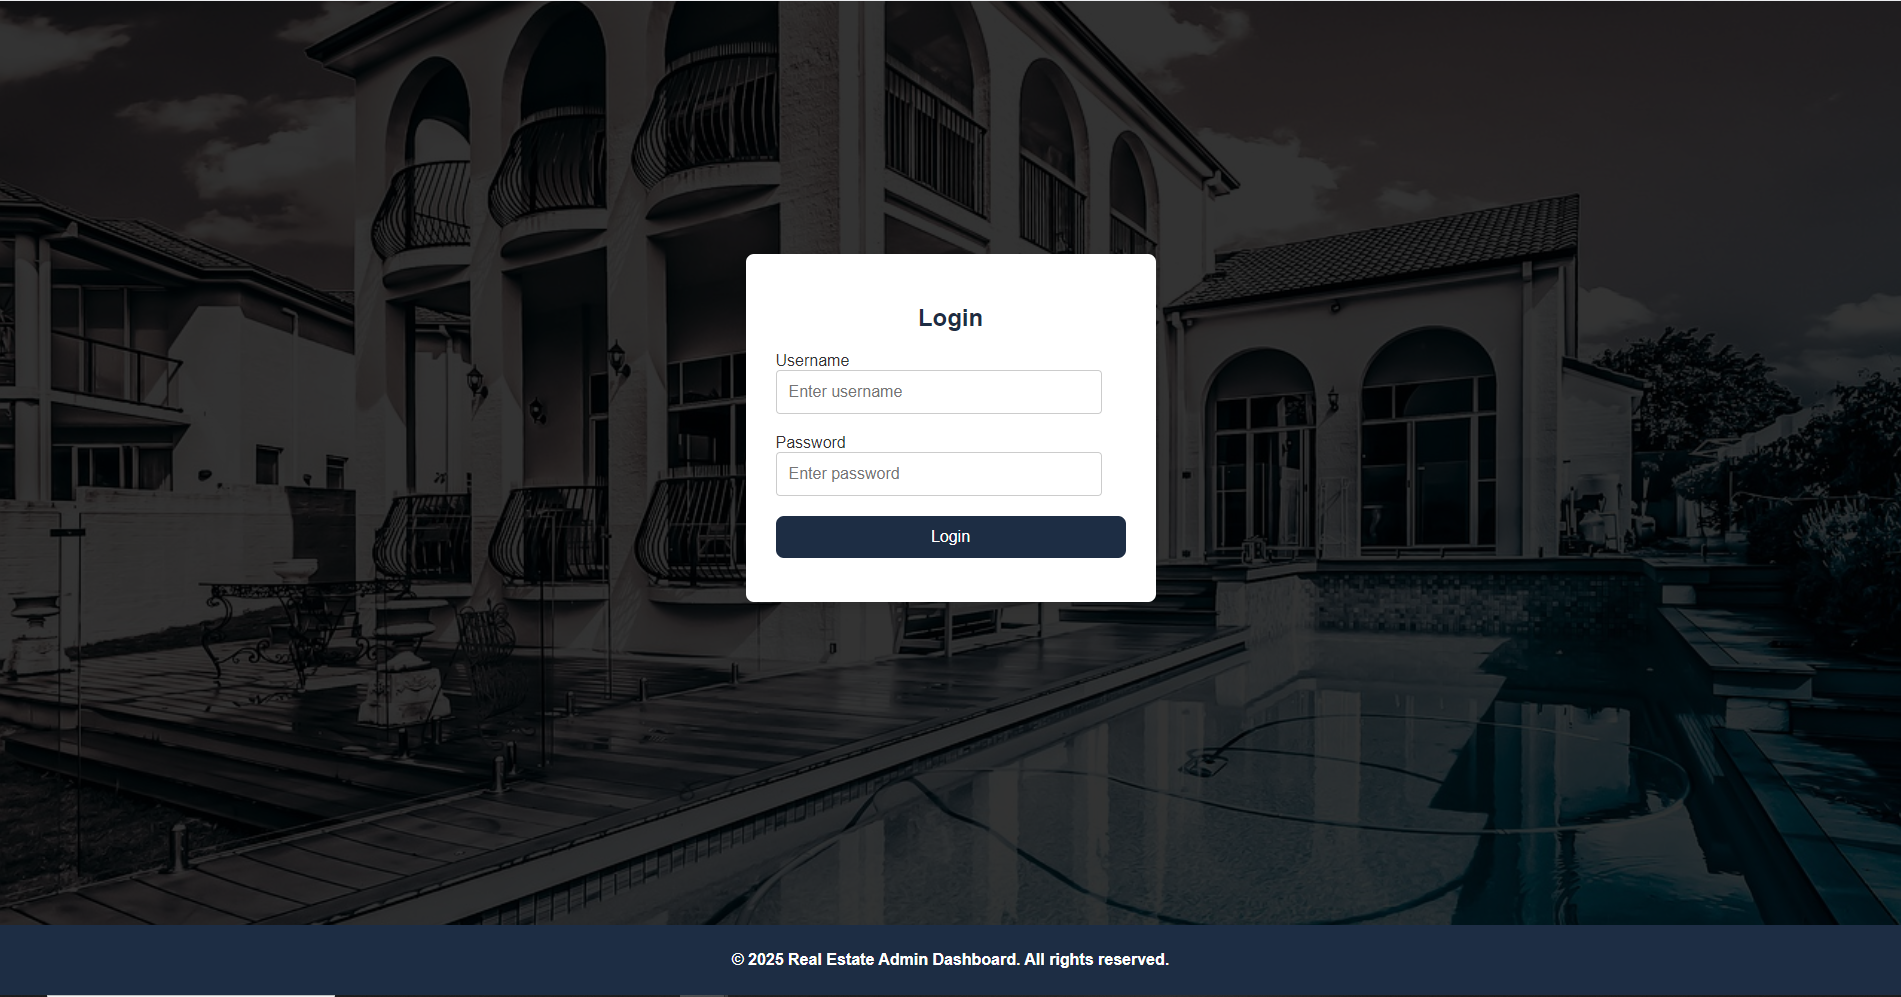 Login
Username
Enter username
Password
Enter password
Login
© 2025 Real Estate Admin Dashboard. All rights reserved.